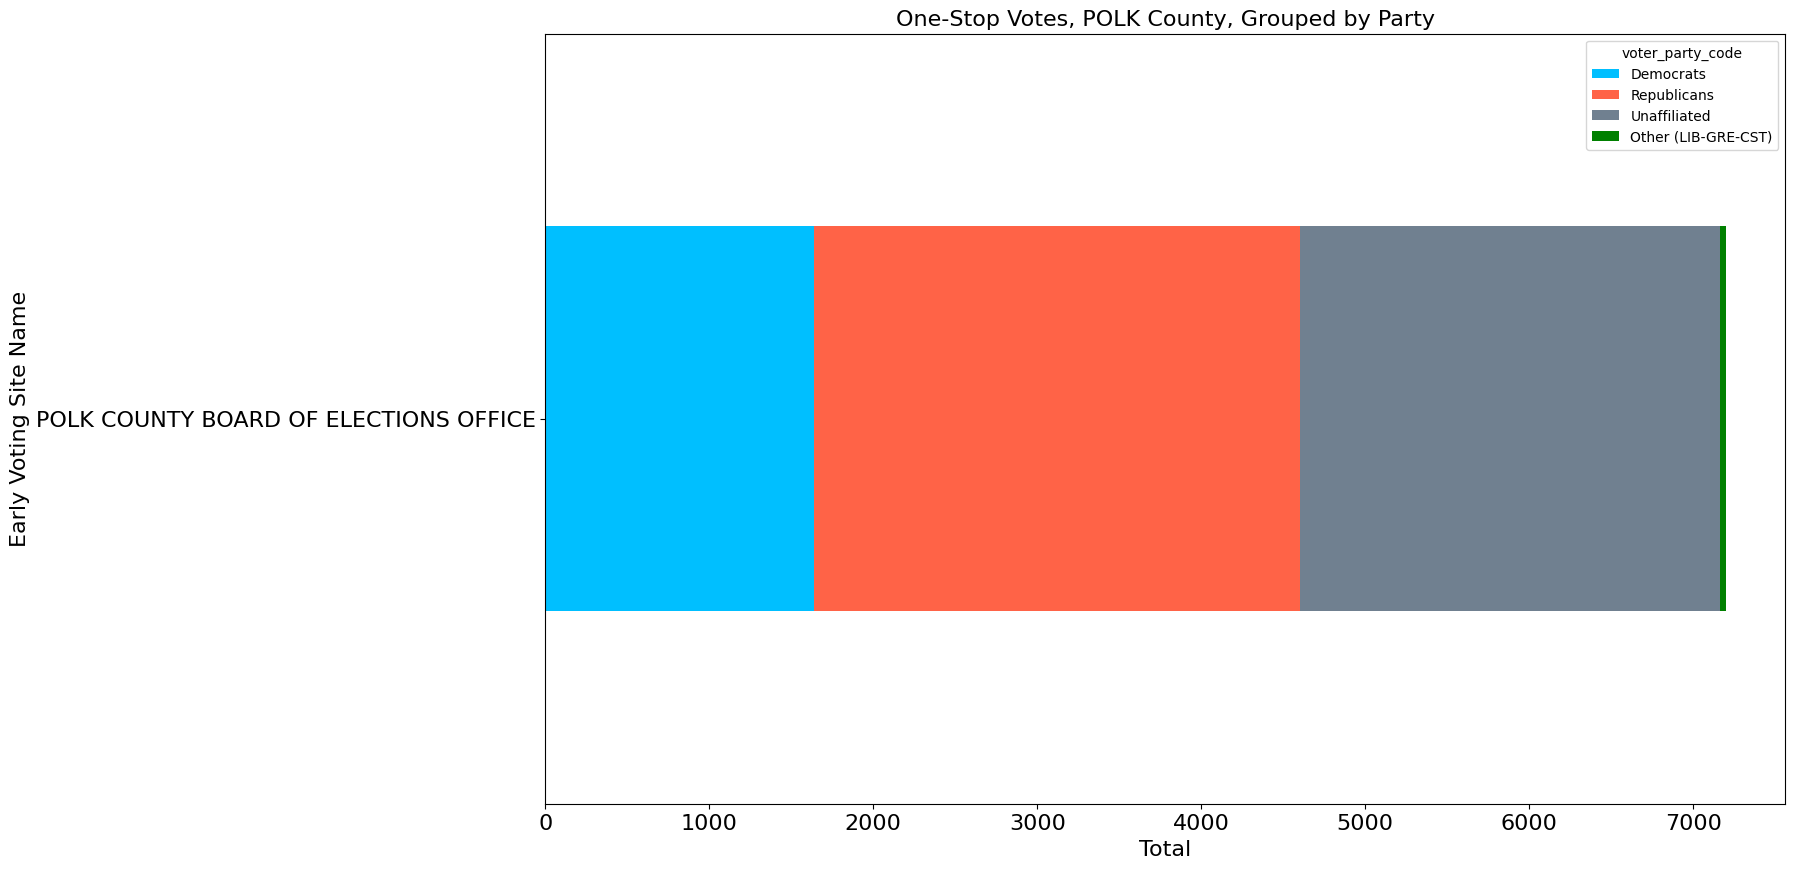 One-Stop Votes, POLK County, Grouped by Party
voter_party_code
Democrats
Republicans
Unaffiliated
Other (LIB-GRE-CST)
Early Voting Site Name
POLK COUNTY BOARD OF ELECTIONS OFFICE
0 1000 2000 3000 4000 5000 6000 7000
Total